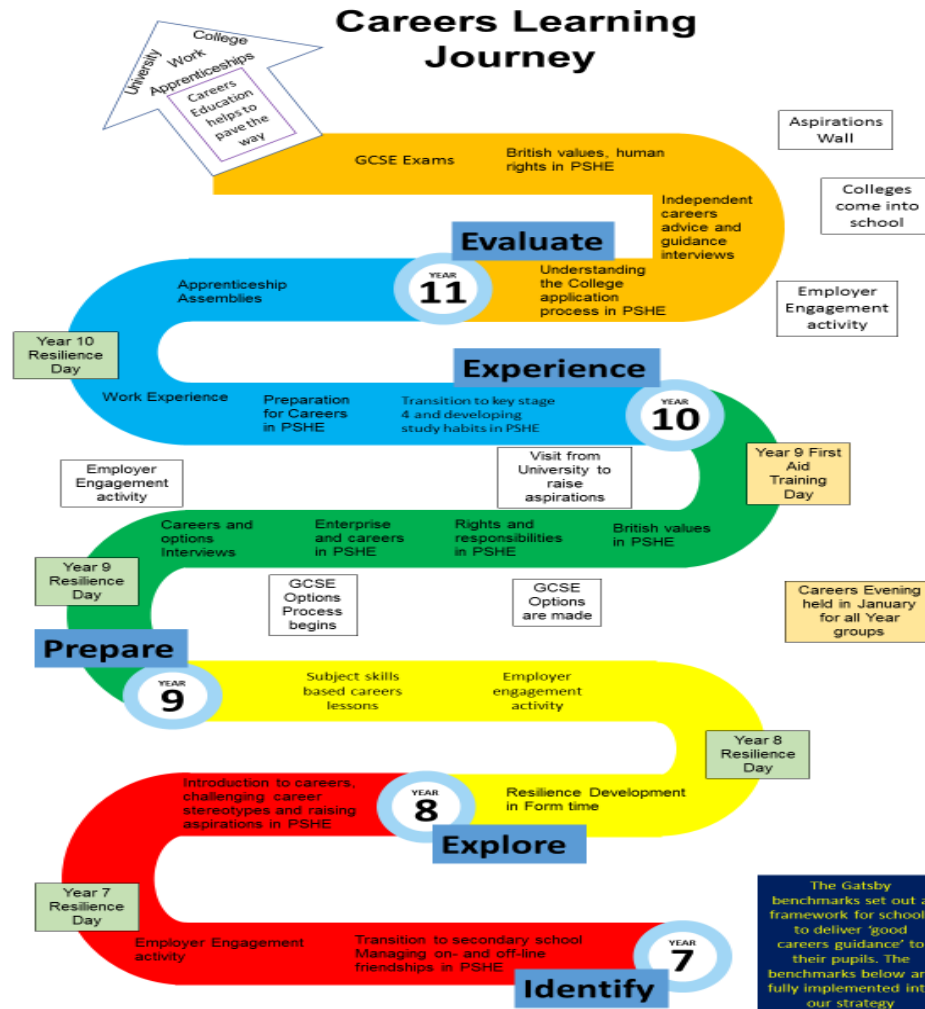 Careers Learning
Journey
University
College
Work
Apprenticeships
Careers
Education
helps to
pave the
way
Aspirations
Wall
GCSE Exams
British values, human
rights in PSHE
Colleges
come into
school
Independent
careers
advice and
guidance
interviews
Evaluate
YEAR
11
Understanding
the College
application
process in PSHE
Apprenticeship
Assemblies
Employer
Engagement
activity
Year 10
Resilience
Day
Experience
Work Experience
Preparation
for Careers
in PSHE
Transition to key stage
4 and developing
study habits in PSHE
YEAR
10
Employer
Engagement
activity
Visit from
University to
raise
aspirations
Year 9 First
Aid
Training
Day
Careers and
options
Interviews
Enterprise
and careers
in PSHE
Rights and
responsibilities
in PSHE
British values
in PSHE
Year 9
Resilience
Day
GCSE
Options
Process
begins
GCSE
Options
are made
Careers Evening
held in January
for all Year
groups
Prepare
YEAR
9
Subject skills
based careers
lessons
Employer
engagement
activity
Year 8
Resilience
Day
Introduction to careers,
challenging career
stereotypes and raising
aspirations in PSHE
YEAR
8
Resilience Development
in Form time
Explore
Year 7
Resilience
Day
Employer Engagement
activity
Transition to secondary school
Managing on- and off-line
friendships in PSHE
YEAR
7
Identify
The Gatsby
benchmarks set out a
framework for school
to deliver 'good
careers guidance' to
their pupils. The
benchmarks below ar
fully implemented int
our strategy